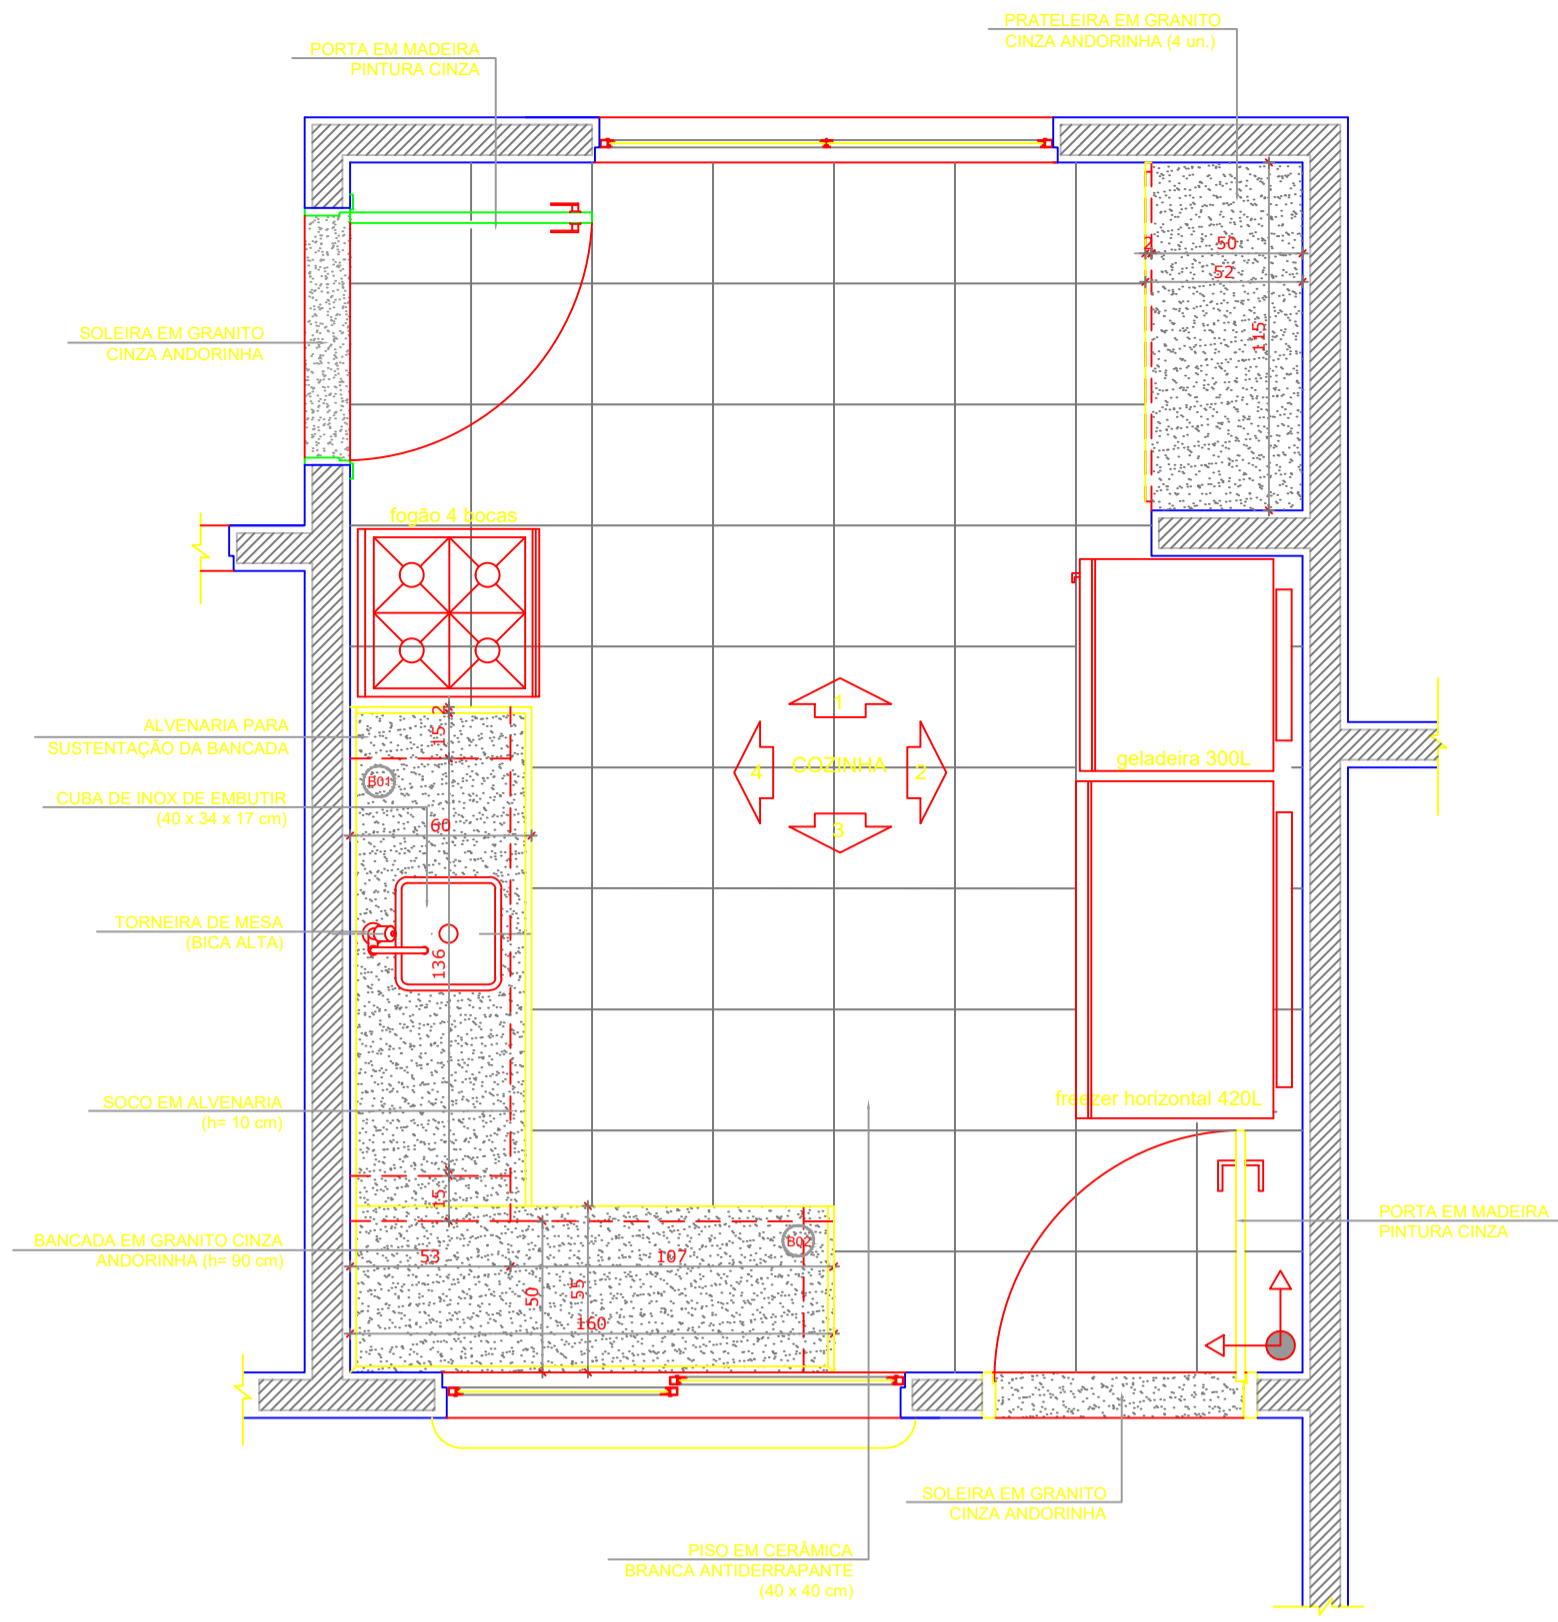 PRATELEIRA EM GRANITO
CINZA ANDORINHA (4 un.)
PORTA EM MADEIRA
PINTURA CINZA
2
50
52
115
SOLEIRA EM GRANITO
CINZA ANDORINHA
fogão 4 bocas
1
2
15
ALVENARIA PARA
SUSTENTAÇÃO DA BANCADA
geladeira 300L
4
COZINHA
2
B01
CUBA DE INOX DE EMBUTIR
(40 x 34 x 17 cm)
60
3
TORNEIRA DE MESA
(BICA ALTA)
136
SOCO EM ALVENARIA
(h= 10 cm)
freezer horizontal 420L
15
PORTA EM MADEIRA
PINTURA CINZA
BANCADA EM GRANITO CINZA
ANDORINHA (h= 90 cm)
53
107
B02
50
55
160
SOLEIRA EM GRANITO
CINZA ANDORINHA
PISO EM CERÂMICA
BRANCA ANTIDERRAPANTE
(40 x 40 cm)